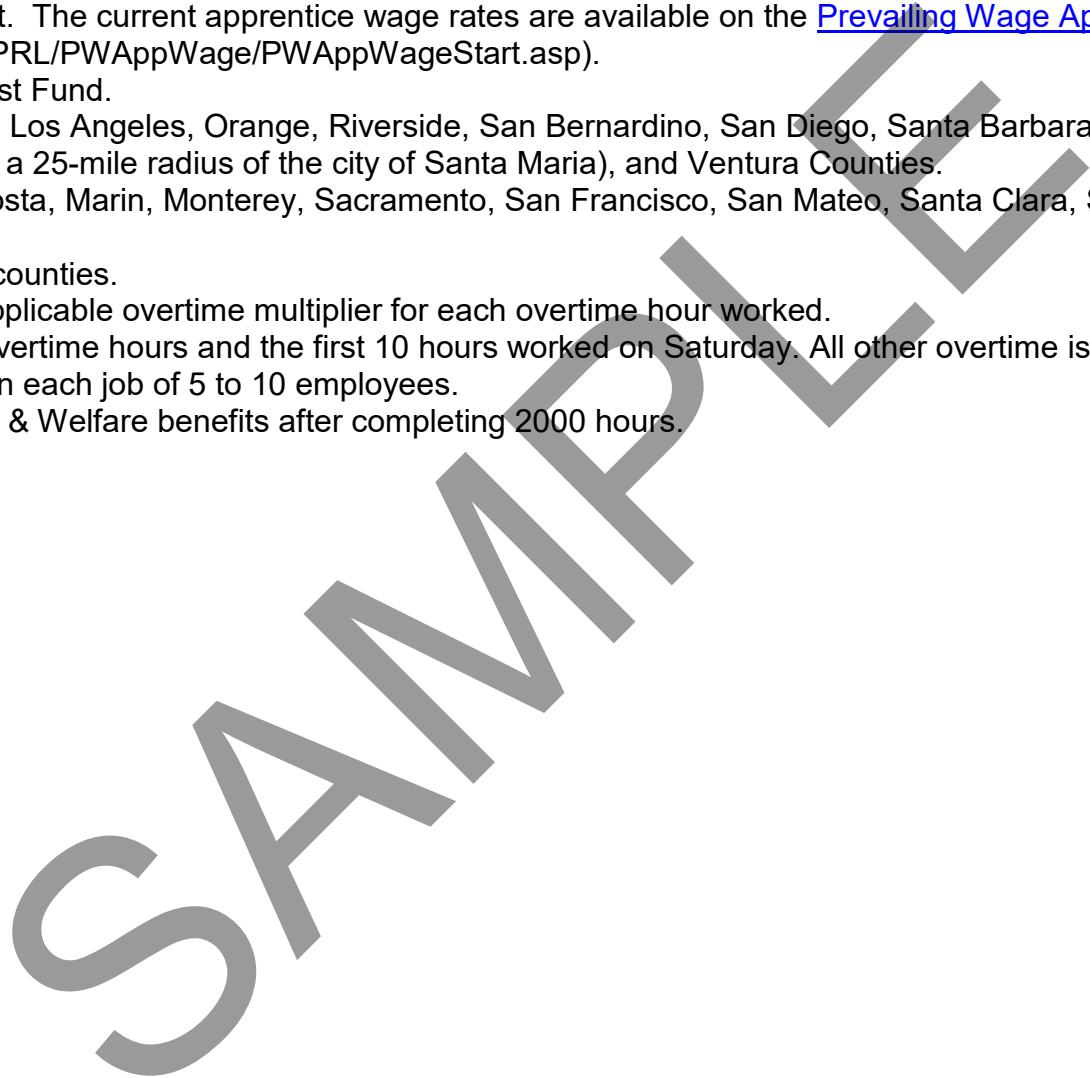 t.  The current apprentice wage rates are available on the Prevailing Wage Ap
PRL/PWAppWage/PWAppWageStart.asp).
st Fund.
Los Angeles, Orange, Riverside, San Bernardino, San Diego, Santa Barbara
a 25-mile radius of the city of Santa Maria), and Ventura Counties.
osta, Marin, Monterey, Sacramento, San Francisco, San Mateo, Santa Clara, S
counties.
pplicable overtime multiplier for each overtime hour worked.
vertime hours and the first 10 hours worked on Saturday. All other overtime is
n each job of 5 to 10 employees.
& Welfare benefits after completing 2000 hours.
SAMPLE